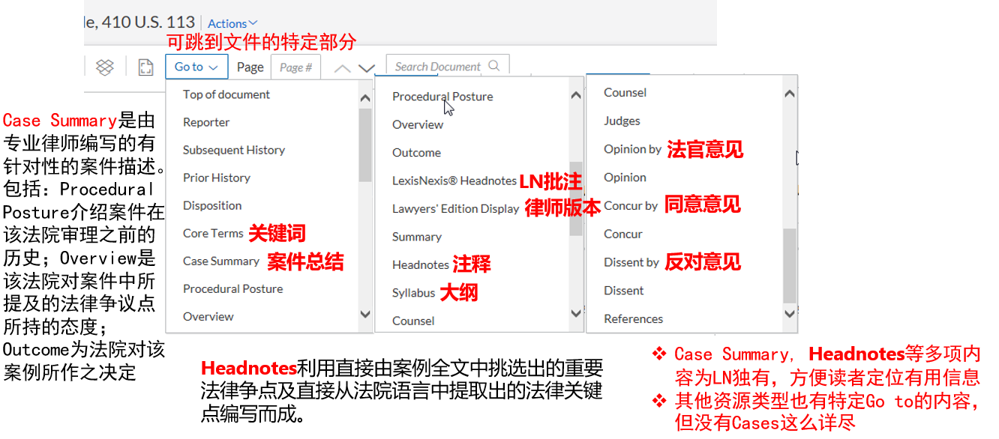 le, 410 U.S. 113 Actions
可跳到文件的特定部分
Go to Page Page # Search Document
Case Summary是由
专业律师编写的有
针对性的案件描述。
包括：Procedural
Posture介绍案件在
该法院审理之前的
历史；Overview是
该法院对案件中所
提及的法律争议点
所持的态度；
Outcome为法院对该
案例所作之决定
Top of document
Reporter
Subsequent History
Prior History
Disposition
Core Terms 关键词
Case Summary 案件总结
Procedural Posture
Overview
Procedural Posture
Overview
Outcome
LexisNexis® Headnotes LN批注
Lawyers' Edition Display 律师版本
Summary
Headnotes 注释
Syllabus 大纲
Counsel
Counsel
Judges
Opinion by 法官意见
Opinion
Concur by 同意意见
Concur
Dissent by 反对意见
Dissent
References
Headnotes利用直接由案例全文中挑选出的重要
法律争点及直接从法院语言中提取出的法律关键
点编写而成。
❖ Case Summary, Headnotes等多项内
容为LN独有，方便读者定位有用信息
❖ 其他资源类型也有特定Go to的内容，
但没有Cases这么详尽